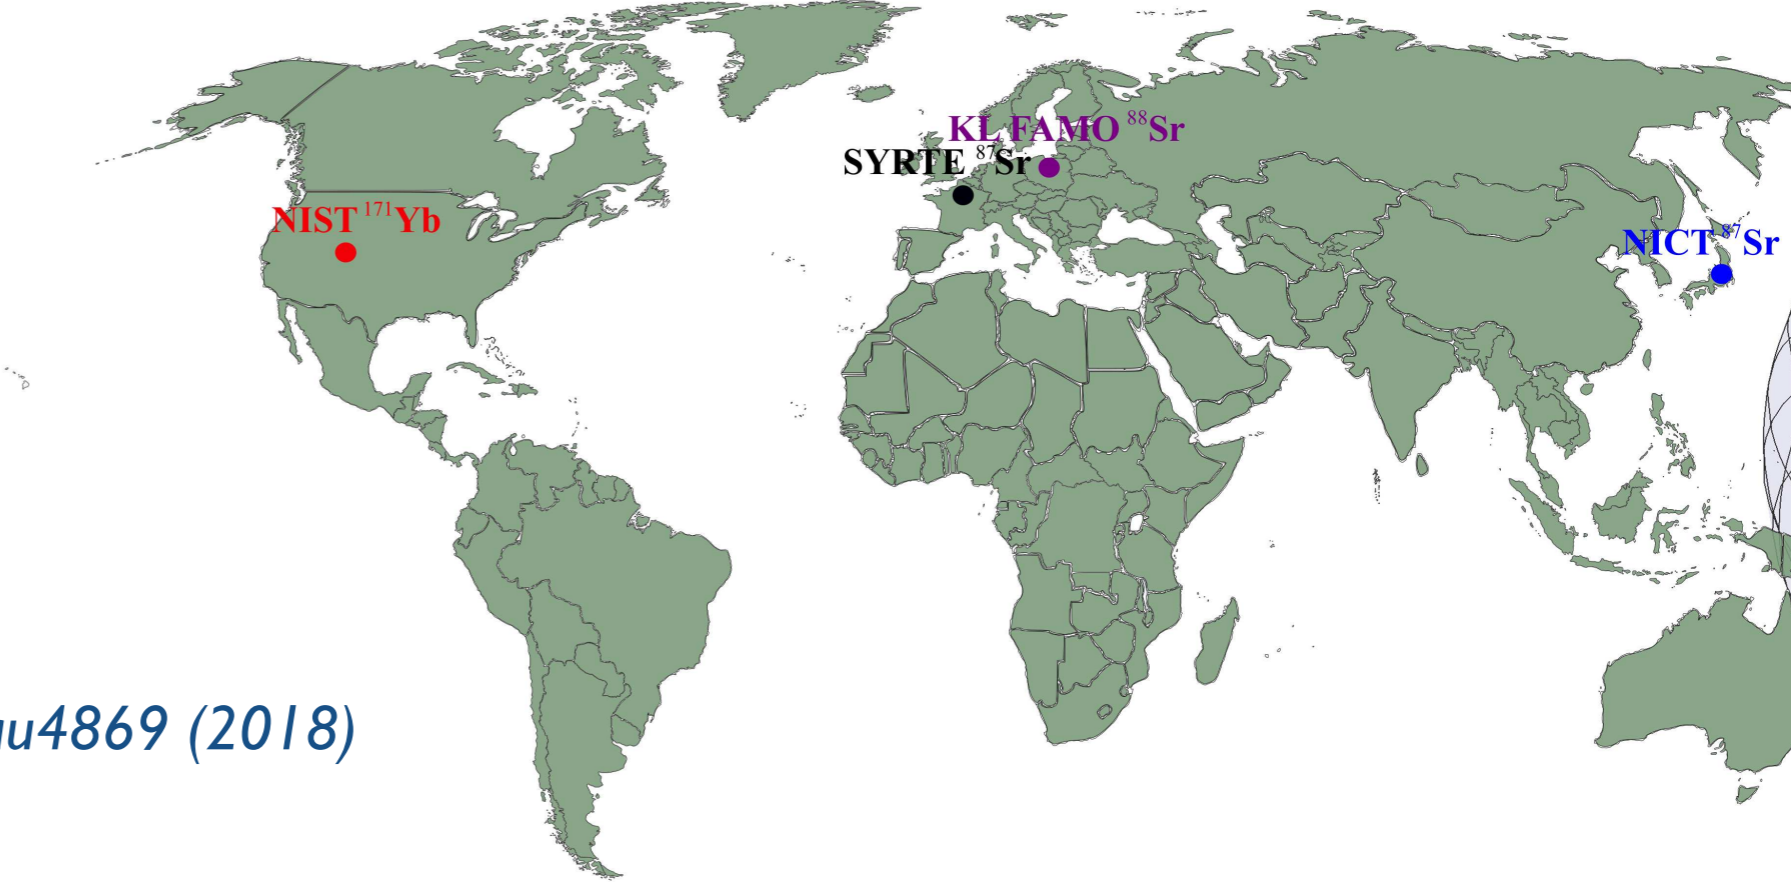 KL FAMO ⁸⁸Sr
SYRTE ⁸⁷Sr
NIST ¹⁷¹Yb
NICT ⁸⁷Sr
u4869 (2018)